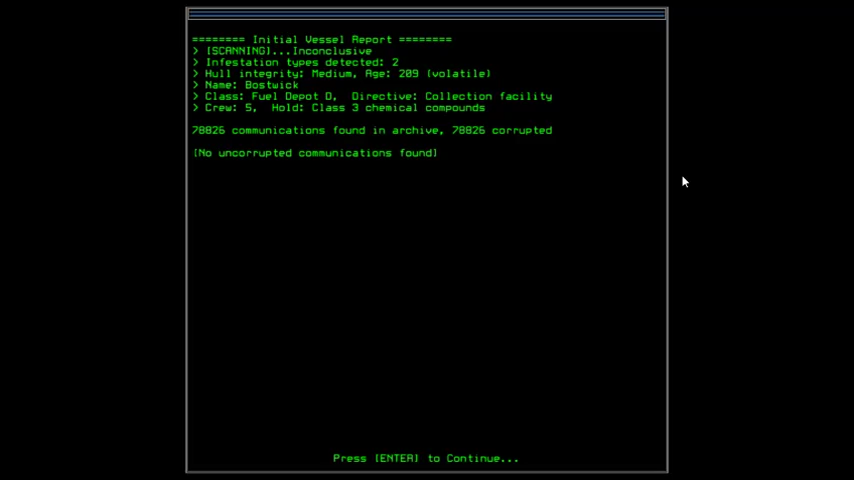 ======== Initial Vessel Report ========
> [SCANNING]...Inconclusive
> Infestation types detected: 2
> Hull integrity: Medium, Age: 209 (volatile)
> Name: Bostwick
> Class: Fuel Depot D,  Directive: Collection facility
> Crew: 5,  Hold: Class 3 chemical compounds
78826 communications found in archive, 78826 corrupted
[No uncorrupted communications found]
Press [ENTER] to Continue...